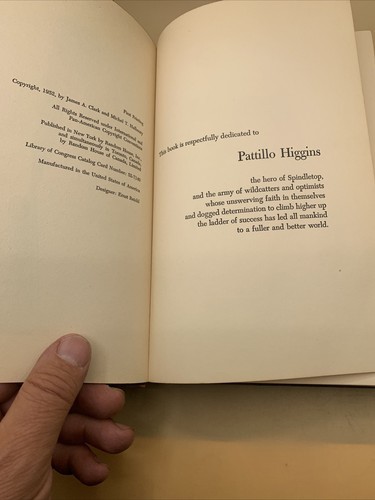 First Printing
Copyright, 1952, by James A. Clark and Michel T. Halbouty
All Rights Reserved under International and
Pan-American Copyright Conventions
Published in New York by Random House, Inc.,
and simultaneously in Toronto, Canada,
by Random House of Canada, Limited
Library of Congress Catalog Card Number:
Manufactured in the United States of America
Designer: Ernst Reichl
This book is respectfully dedicated to
Pattillo Higgins
the hero of Spindletop,
and the army of wildcatters and optimists
whose unswerving faith in themselves
and dogged determination to climb higher up
the ladder of success has led all mankind
to a fuller and better world.